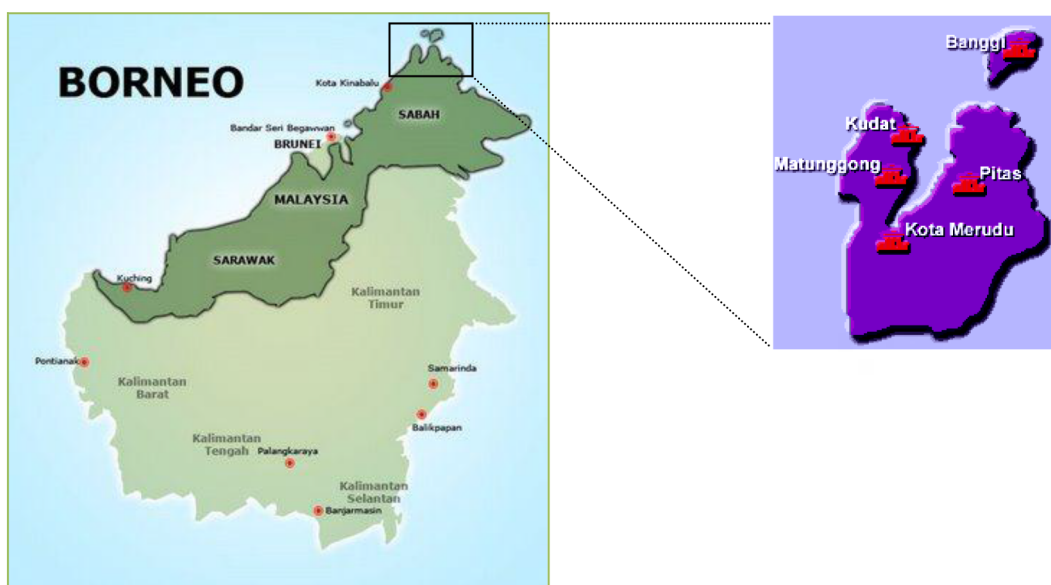 BORNEO
Kota Kinabalu
SABAH
Bandar Seri Begawwan
BRUNEI
MALAYSIA
SARAWAK
Kuching
Kalimantan
Timur
Pontianak
Samarinda
Kalimantan
Barat
Balikpapan
Kalimantan
Tengah
Palangkaraya
Kalimantan
Selantan
Banjarmasin
Banggi
Kudat
Matunggong
Pitas
Kota Merudu